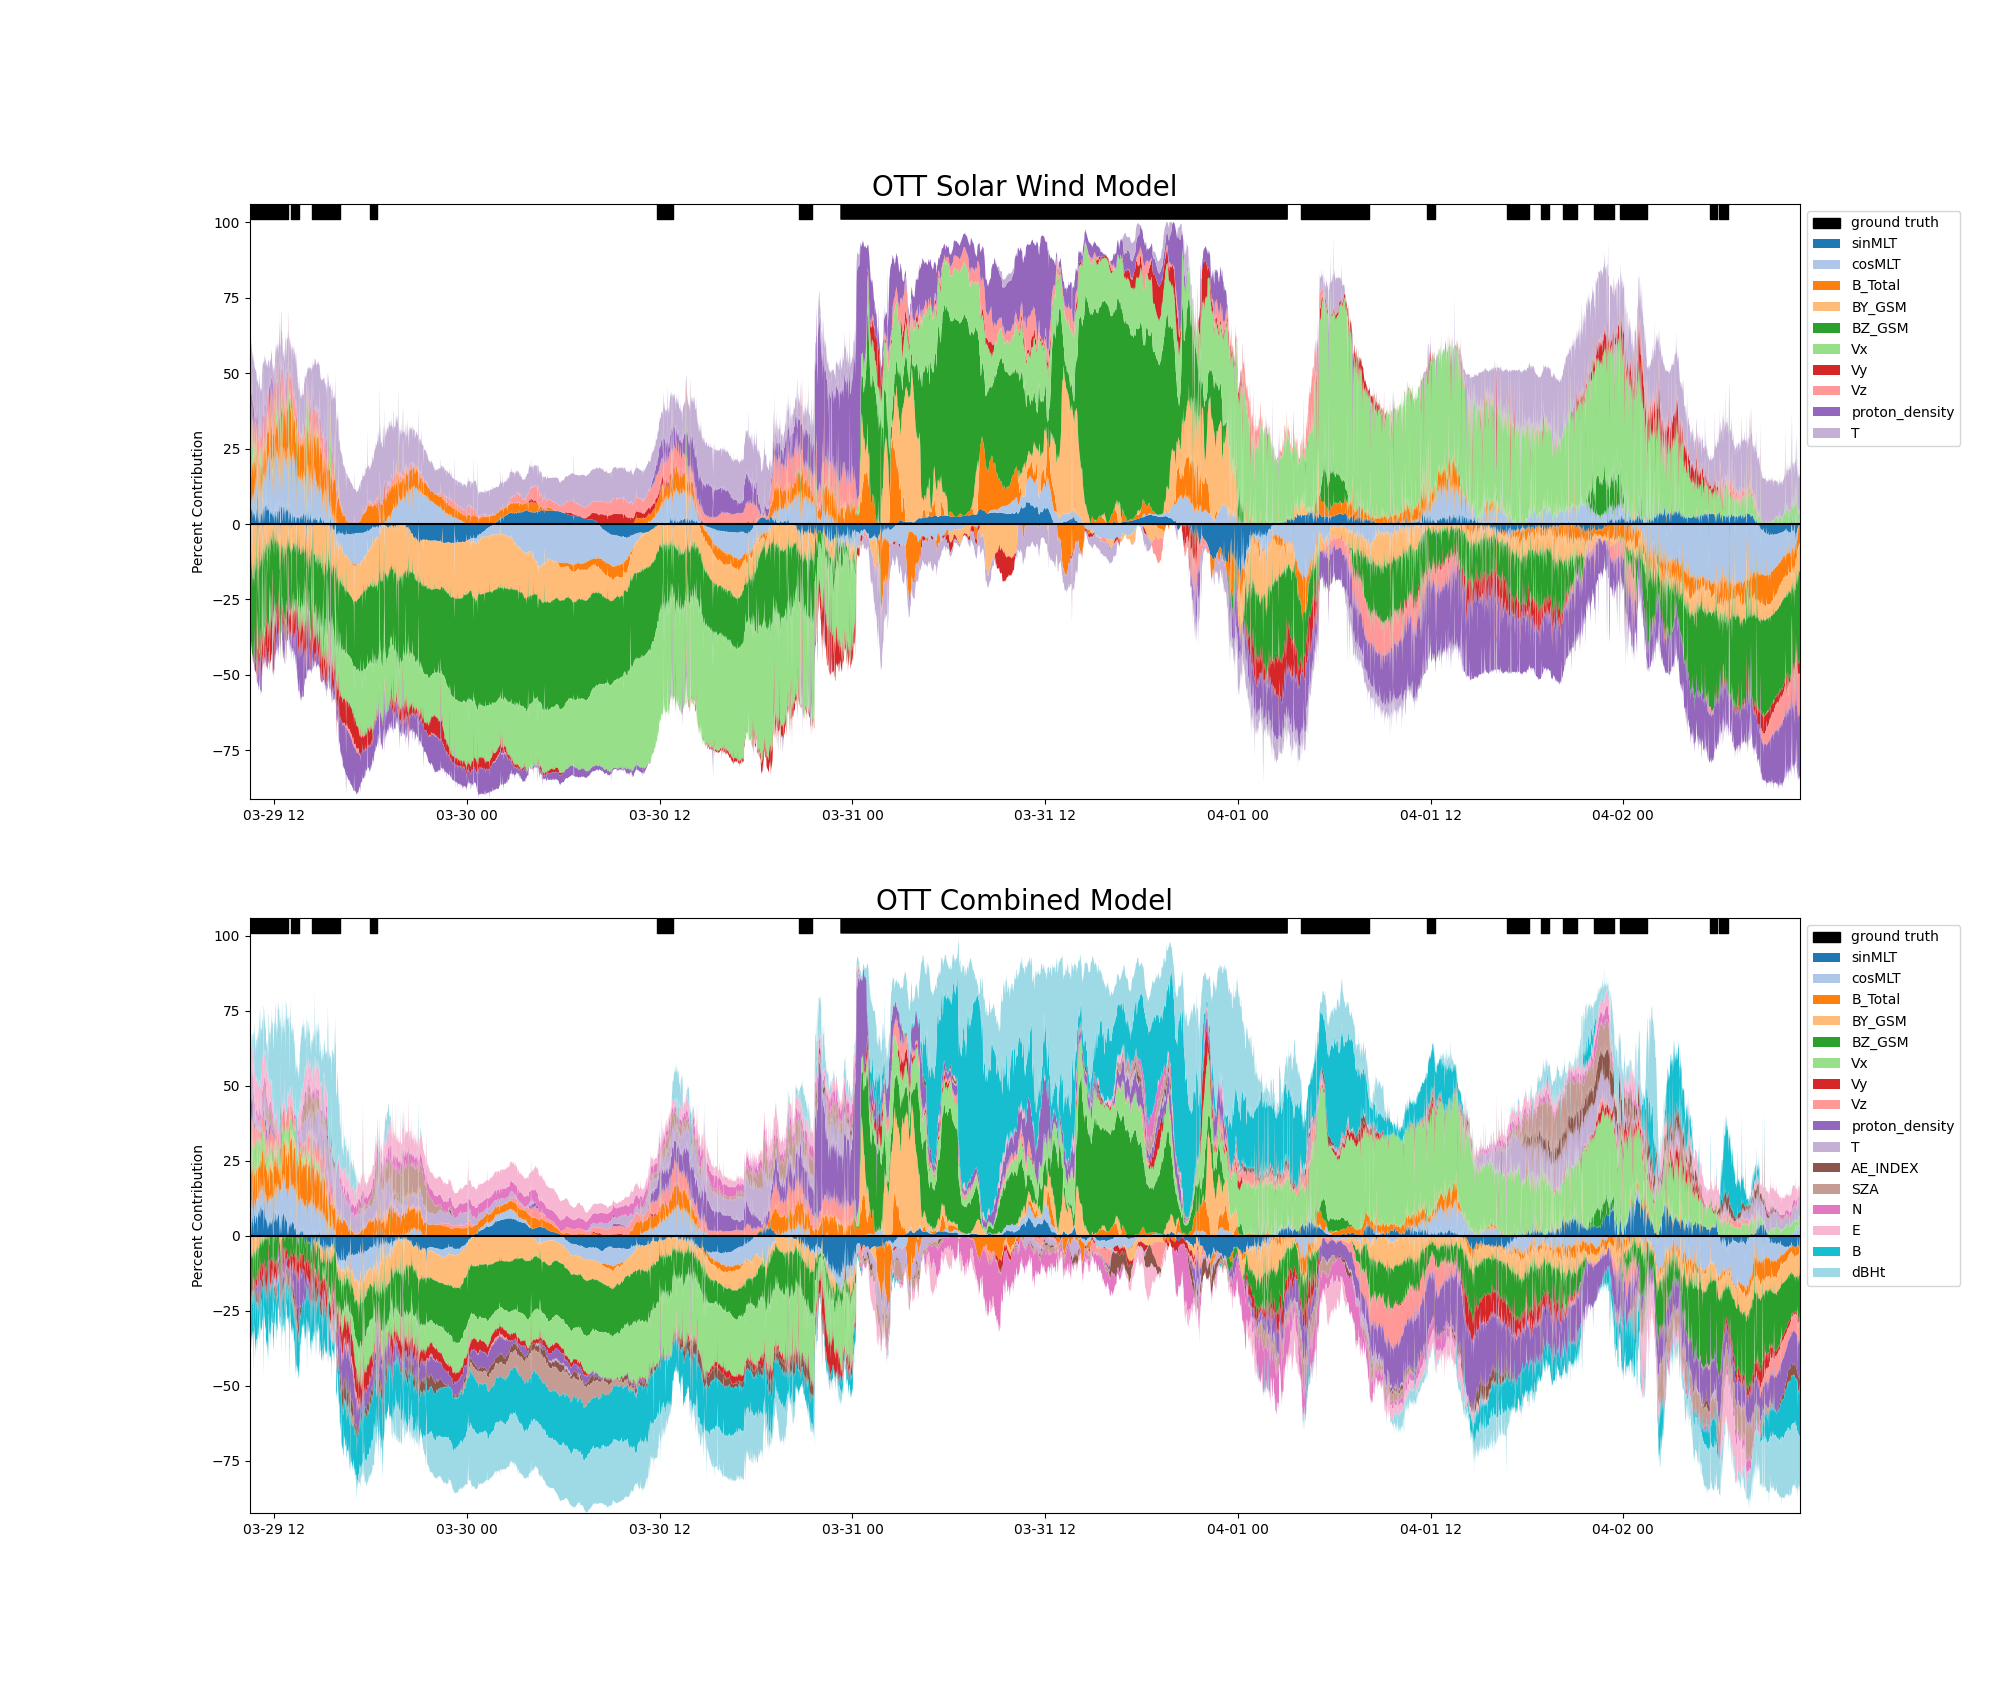 OTT Solar Wind Model
100
75
50
25
0
−25
−50
−75
Percent Contribution
03-29 12
03-30 00
03-30 12
03-31 00
03-31 12
04-01 00
04-01 12
04-02 00
ground truth
sinMLT
cosMLT
B_Total
BY_GSM
BZ_GSM
Vx
Vy
Vz
proton_density
T
OTT Combined Model
100
75
50
25
0
−25
−50
−75
Percent Contribution
03-29 12
03-30 00
03-30 12
03-31 00
03-31 12
04-01 00
04-01 12
04-02 00
ground truth
sinMLT
cosMLT
B_Total
BY_GSM
BZ_GSM
Vx
Vy
Vz
proton_density
T
AE_INDEX
SZA
N
E
B
dBHt